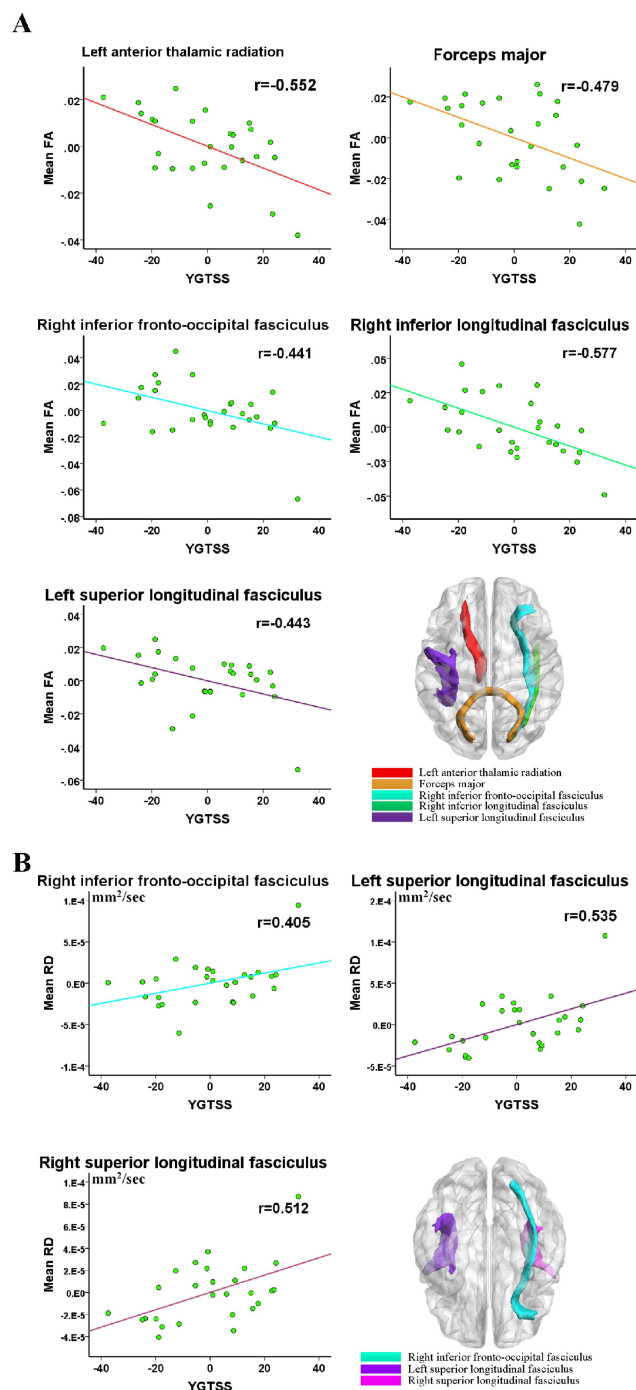 A
Left anterior thalamic radiation
r=-0.552
Mean FA
.02
.00
-.02
-.04
-40
-20
0
20
40
YGTSS
Forceps major
r=-0.479
Mean FA
.02
.00
-.02
-.04
-40
-20
0
20
40
YGTSS
Right inferior fronto-occipital fasciculus
r=-0.441
Mean FA
.04
.02
.00
-.02
-.04
-.06
-.08
-40
-20
0
20
40
YGTSS
Right inferior longitudinal fasciculus
r=-0.577
Mean FA
.05
.03
.00
-.03
-.05
-40
-20
0
20
40
YGTSS
Left superior longitudinal fasciculus
r=-0.443
Mean FA
.04
.02
.00
-.02
-.04
-.06
-40
-20
0
20
40
YGTSS
Left anterior thalamic radiation
Forceps major
Right inferior fronto-occipital fasciculus
Right inferior longitudinal fasciculus
Left superior longitudinal fasciculus
B
Right inferior fronto-occipital fasciculus
mm²/sec
r=0.405
Mean RD
1.E-4
5.E-5
0.E0
-5.E-5
-1.E-4
-40
-20
0
20
40
YGTSS
Left superior longitudinal fasciculus
mm²/sec
r=0.535
Mean RD
2.E-4
1.E-4
5.E-5
0.E0
-5.E-5
-40
-20
0
20
40
YGTSS
Right superior longitudinal fasciculus
mm²/sec
r=0.512
Mean RD
1.E-4
8.E-5
6.E-5
4.E-5
2.E-5
0.E0
-2.E-5
-4.E-5
-40
-20
0
20
40
YGTSS
Right inferior fronto-occipital fasciculus
Left superior longitudinal fasciculus
Right superior longitudinal fasciculus